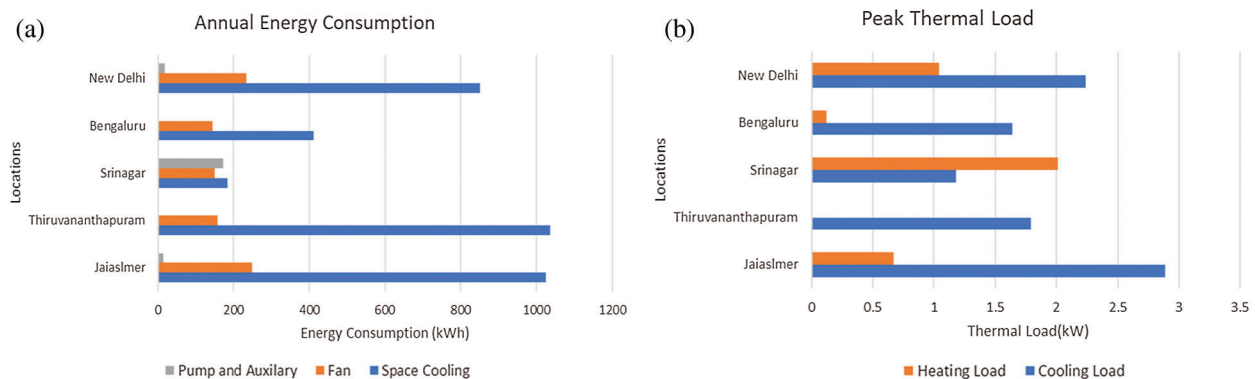 (a)
Annual Energy Consumption
Locations
New Delhi
Bengaluru
Srinagar
Thiruvananthapuram
Jaiaslmer
0 200 400 600 800 1000 1200
Energy Consumption (kWh)
Pump and Auxilary Fan Space Cooling
(b)
Peak Thermal Load
Locations
New Delhi
Bengaluru
Srinagar
Thiruvananthapuram
Jaiaslmer
0 0.5 1 1.5 2 2.5 3 3.5
Thermal Load(kW)
Heating Load Cooling Load